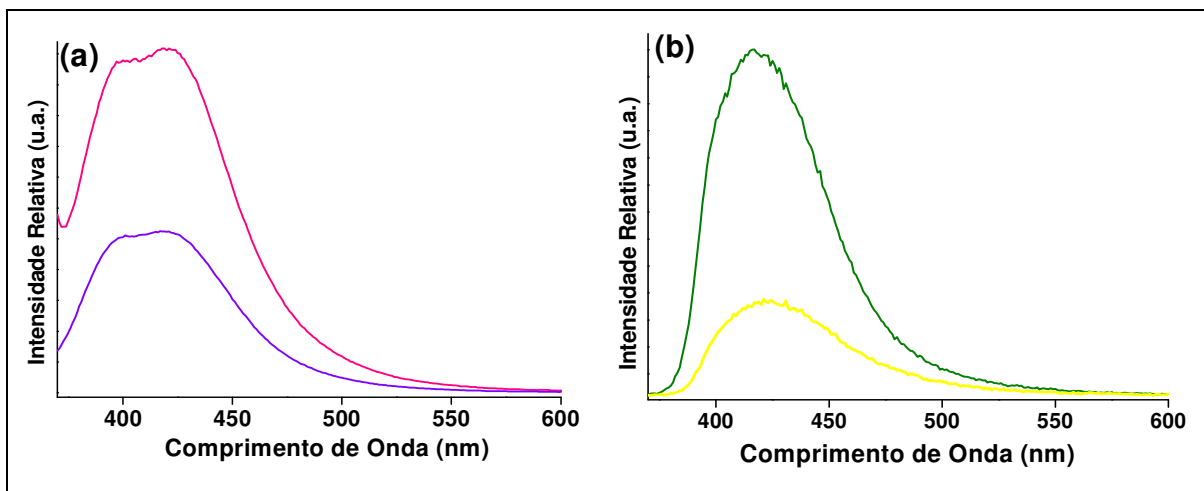 (a)
Intensidade Relativa (u.a.)
400 450 500 550 600
Comprimento de Onda (nm)
(b)
Intensidade Relativa (u.a.)
400 450 500 550 600
Comprimento de Onda (nm)